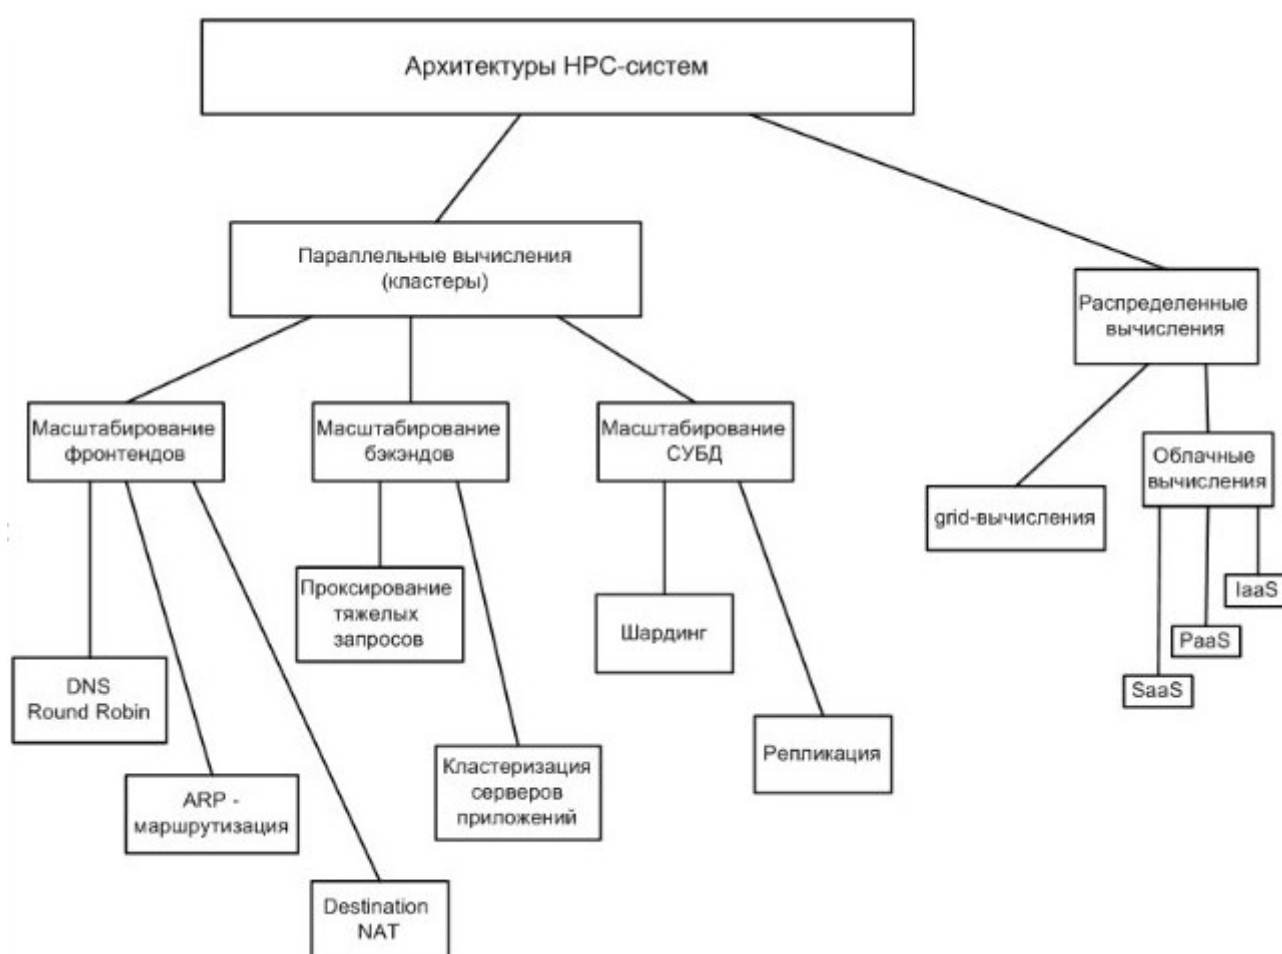 Архитектуры HPC-систем
Параллельные вычисления
(кластеры)
Распределенные
вычисления
Масштабирование
фронтендов
Масштабирование
бэкэндов
Масштабирование
СУБД
Облачные
вычисления
grid-вычисления
Проксирование
тяжелых
запросов
IaaS
Шардинг
PaaS
SaaS
DNS
Round Robin
Репликация
Кластеризация
серверов
приложений
ARP -
маршрутизация
Destination
NAT